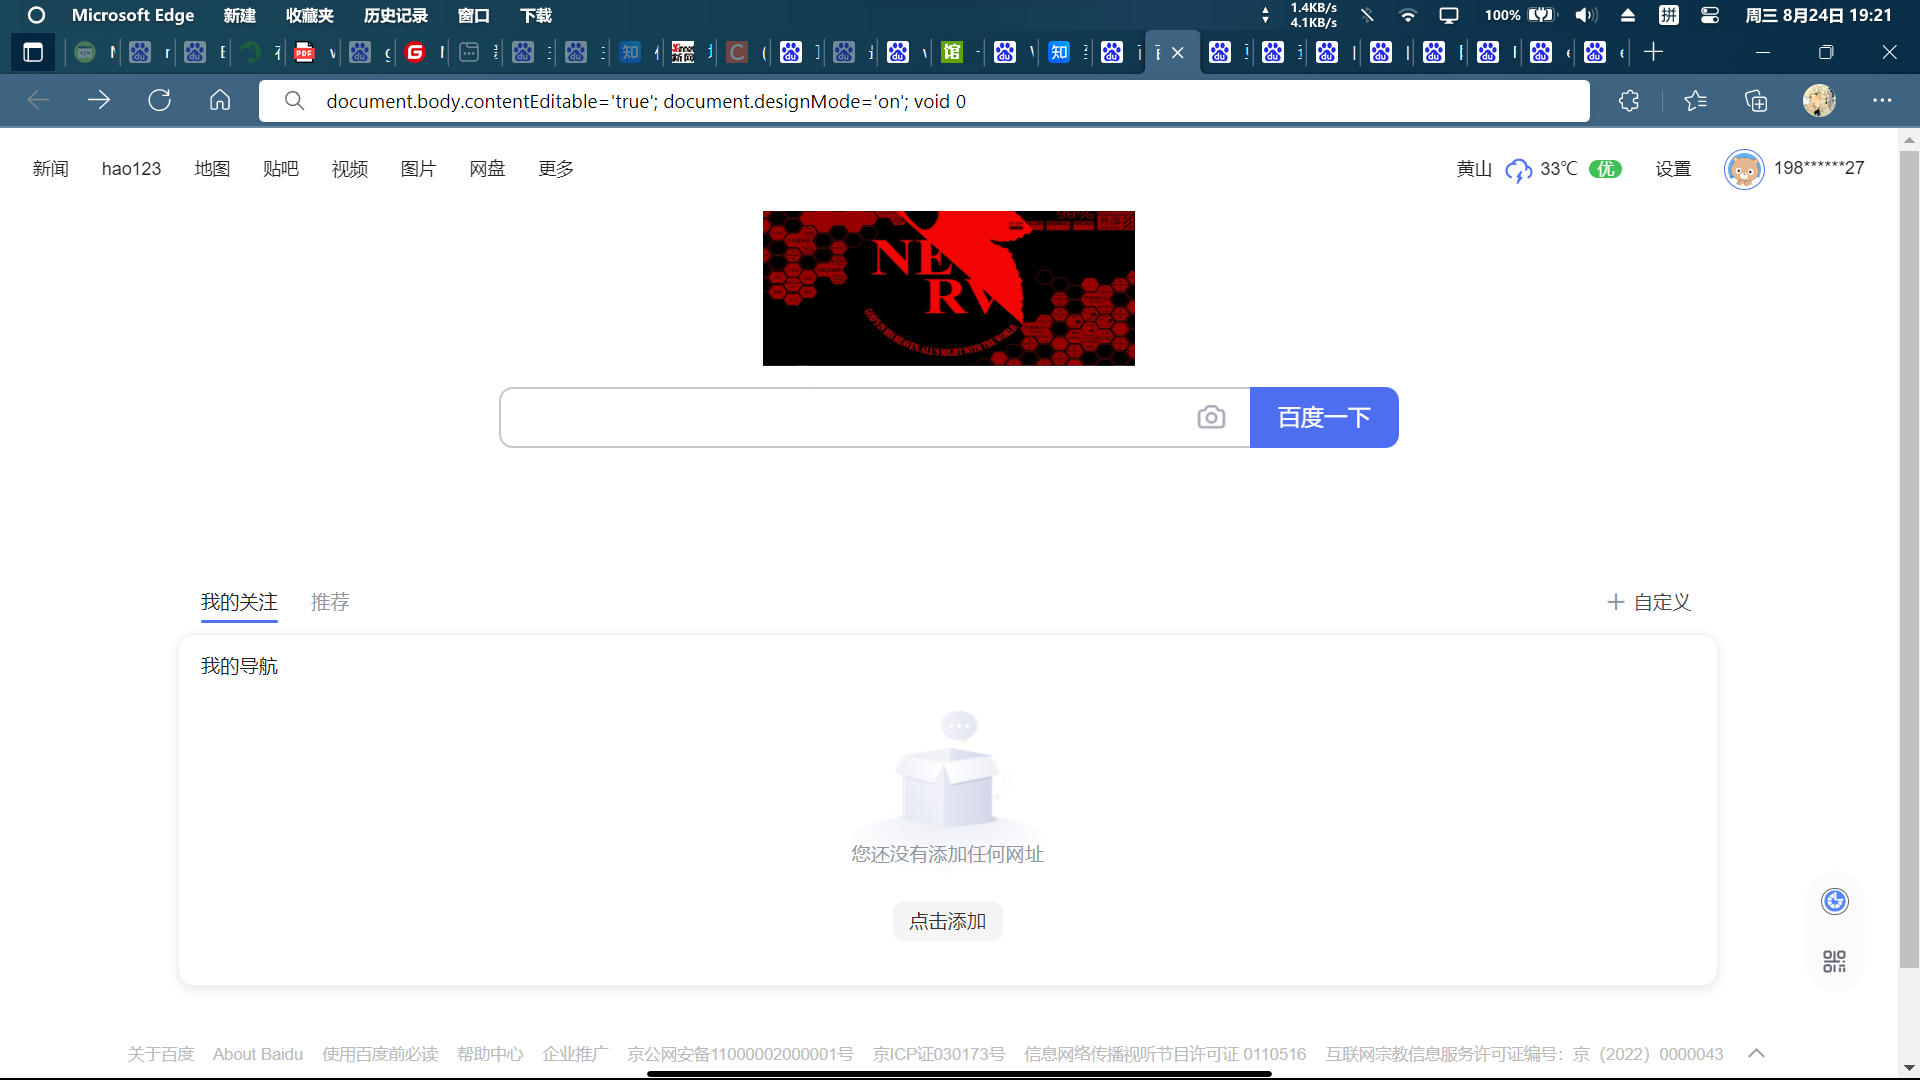 Microsoft Edge 新建 收藏夹 历史记录 窗口 下载
1.4KB/s
4.1KB/s
100%
拼
周三 8月24日 19:21
document.body.contentEditable='true'; document.designMode='on'; void 0
新闻 hao123 地图 贴吧 视频 图片 网盘 更多
黄山 33℃ 优 设置 198******27
98%
NE
RV
GOD'S IN HIS HEAVEN. ALL'S RIGHT WITH THE WORLD.
百度一下
我的关注 推荐 自定义
我的导航
您还没有添加任何网址
点击添加
关于百度 About Baidu 使用百度前必读 帮助中心 企业推广 京公网安备11000002000001号 京ICP证030173号 信息网络传播视听节目许可证 0110516 互联网宗教信息服务许可证编号：京（2022）0000043